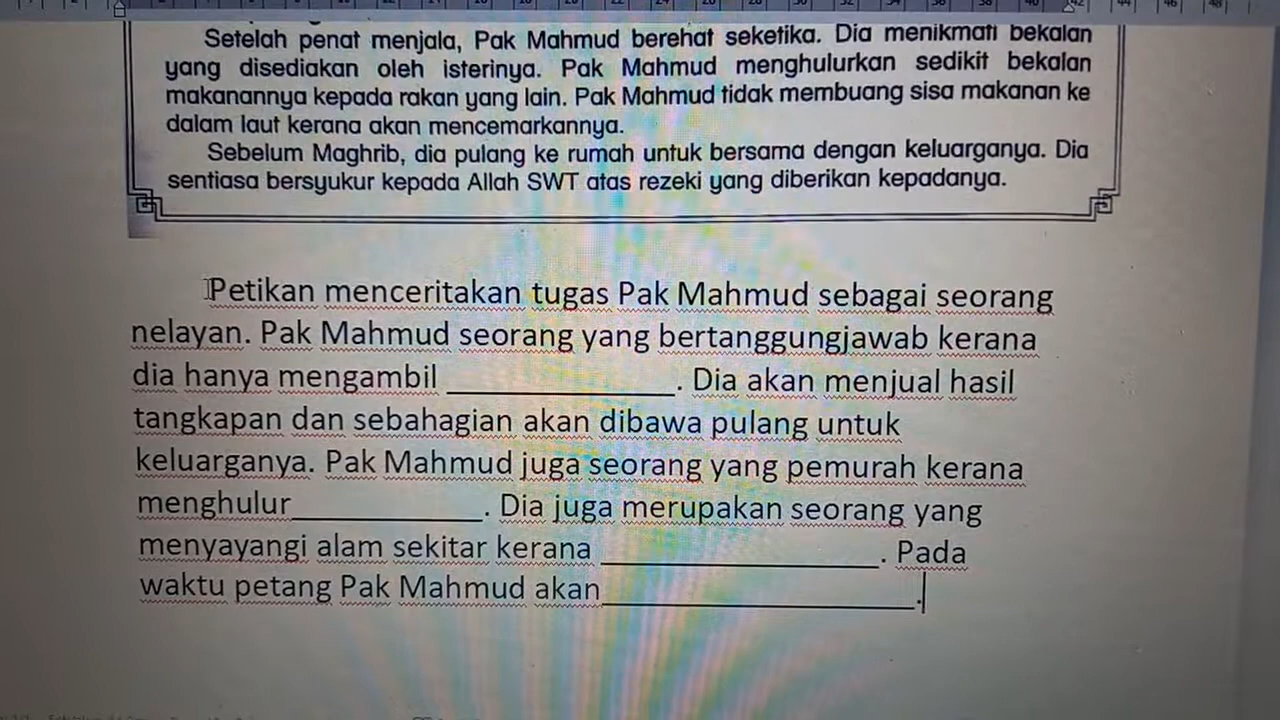 Setelah penat menjala, Pak Mahmud berehat seketika. Dia menikmati bekalan
yang disediakan oleh isterinya. Pak Mahmud menghulurkan sedikit bekalan
makanannya kepada rakan yang lain. Pak Mahmud tidak membuang sisa makanan ke
dalam laut kerana akan mencemarkannya.
Sebelum Maghrib, dia pulang ke rumah untuk bersama dengan keluarganya. Dia
sentiasa bersyukur kepada Allah SWT atas rezeki yang diberikan kepadanya.
Petikan menceritakan tugas Pak Mahmud sebagai seorang
nelayan. Pak Mahmud seorang yang bertanggungjawab kerana
dia hanya mengambil ______________. Dia akan menjual hasil
tangkapan dan sebahagian akan dibawa pulang untuk
keluarganya. Pak Mahmud juga seorang yang pemurah kerana
menghulur____________. Dia juga merupakan seorang yang
menyayangi alam sekitar kerana _________________. Pada
waktu petang Pak Mahmud akan___________________.